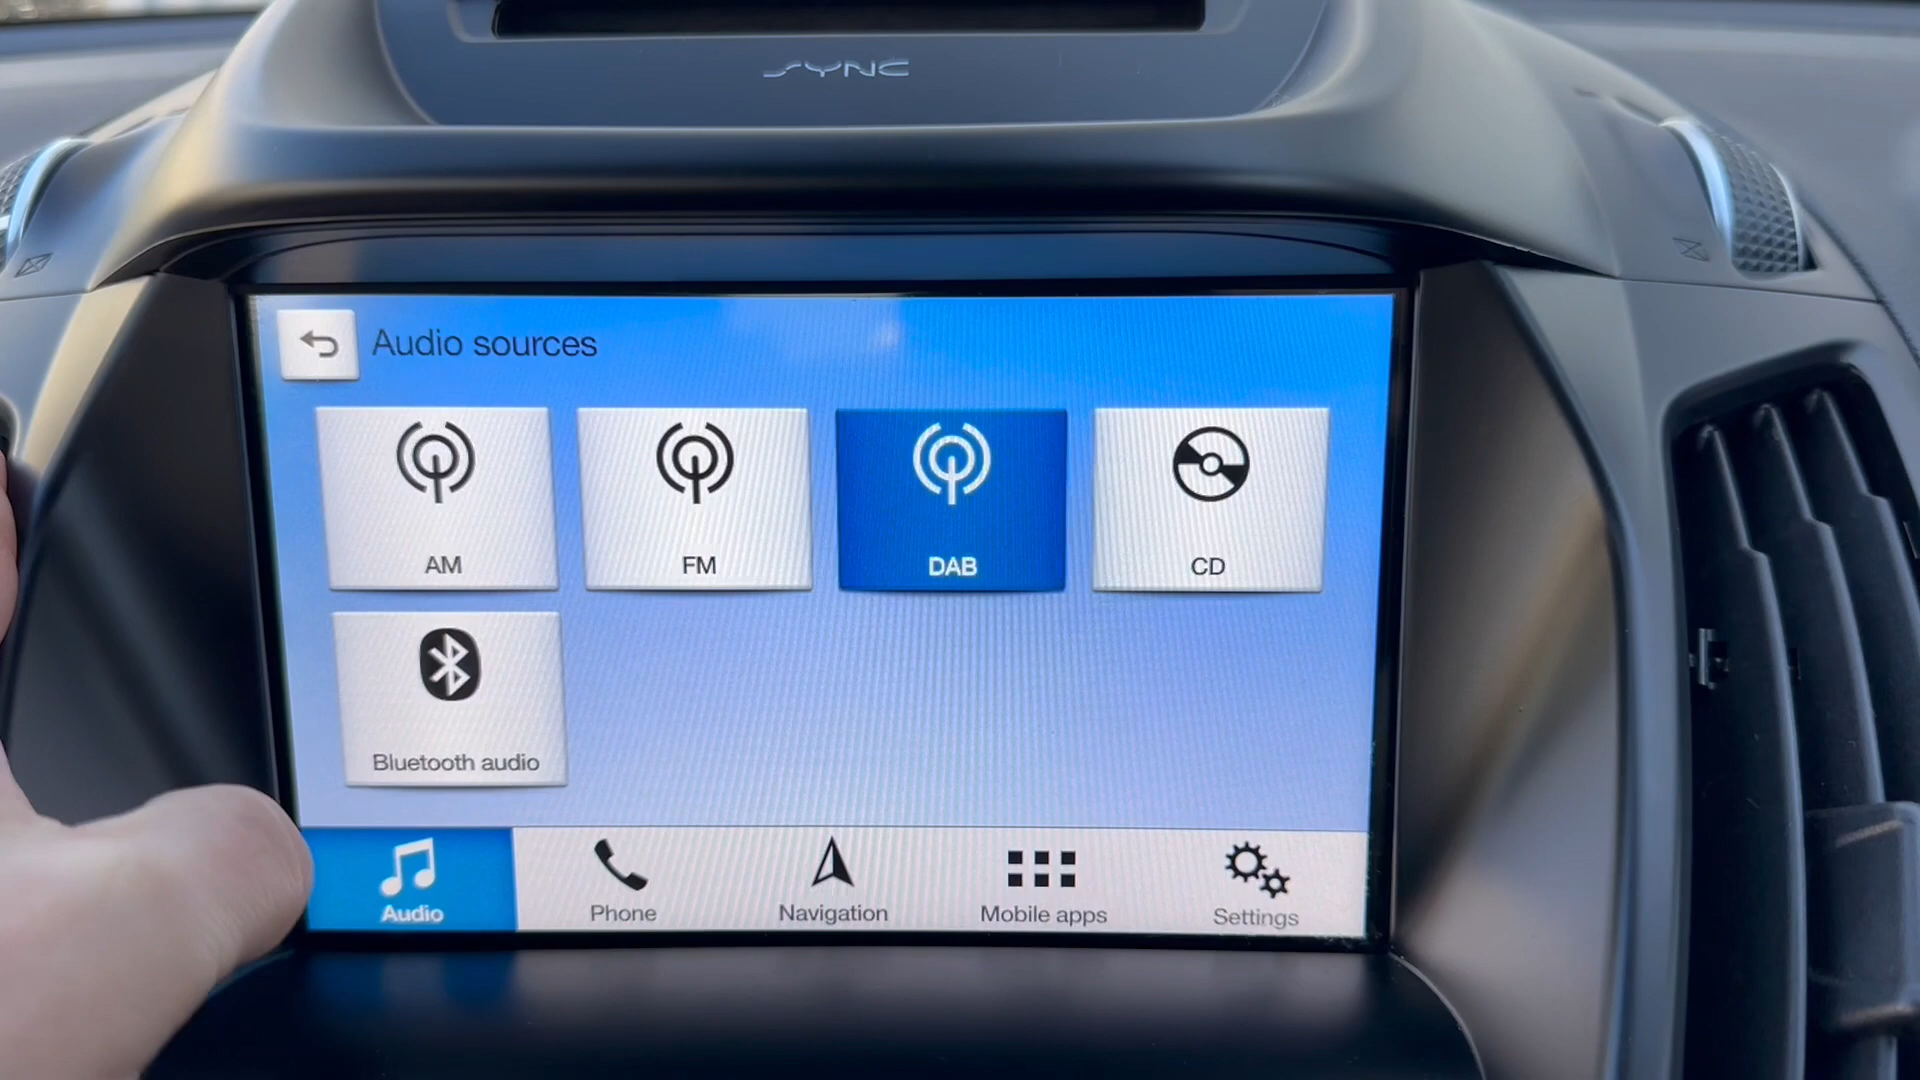 SYNC
Audio sources
AM
FM
DAB
CD
Bluetooth audio
Audio
Phone
Navigation
Mobile apps
Settings